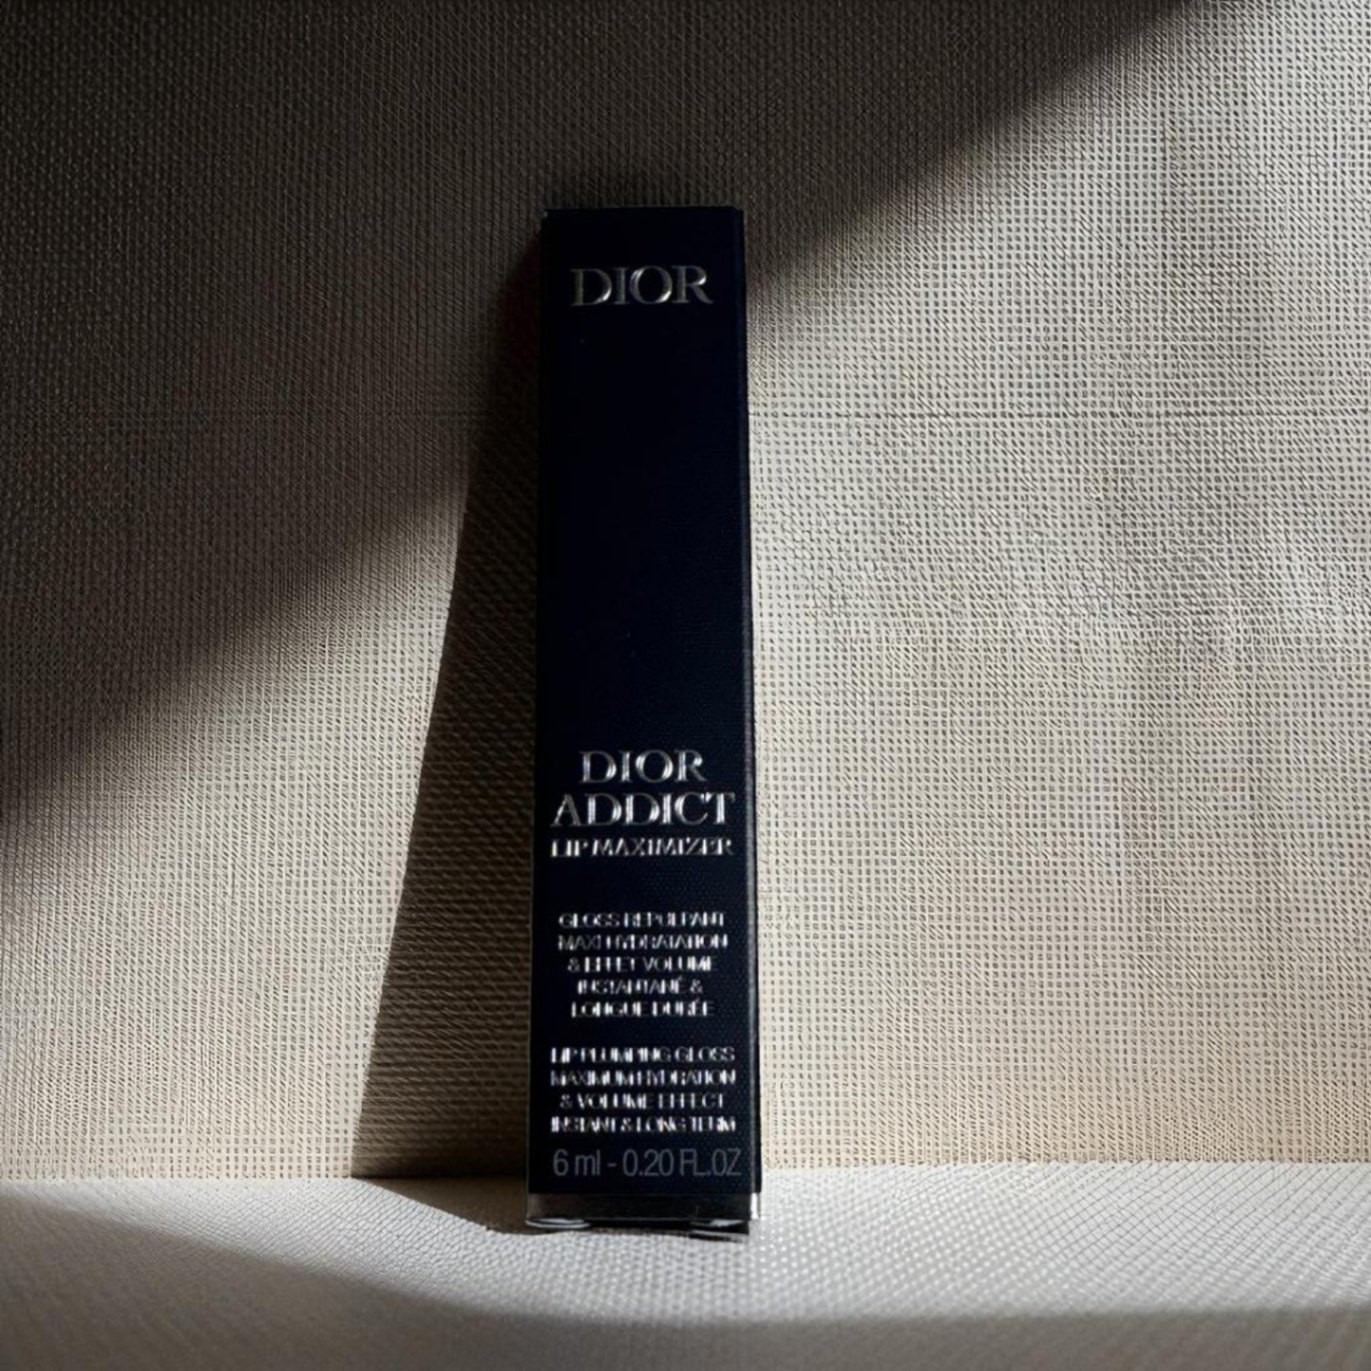 DIOR
DIOR
ADDICT
LIP MAXIMIZER
GLOSS REPULPANT
MAXI HYDRATATION
& EFFET VOLUME
INSTANTANÉ &
LONGUE DURÉE
LIP PLUMPING GLOSS
MAXIMUM HYDRATION
& VOLUME EFFECT
INSTANT & LONG TERM
6 ml - 0.20 FL.OZ